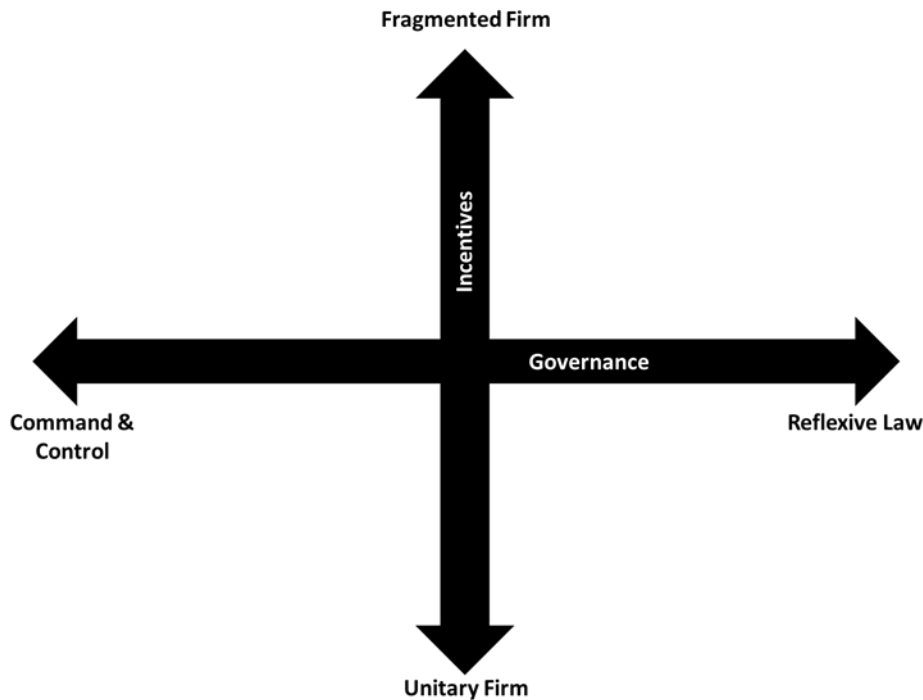 Fragmented Firm
Incentives
Governance
Command &
Control
Reflexive Law
Unitary Firm